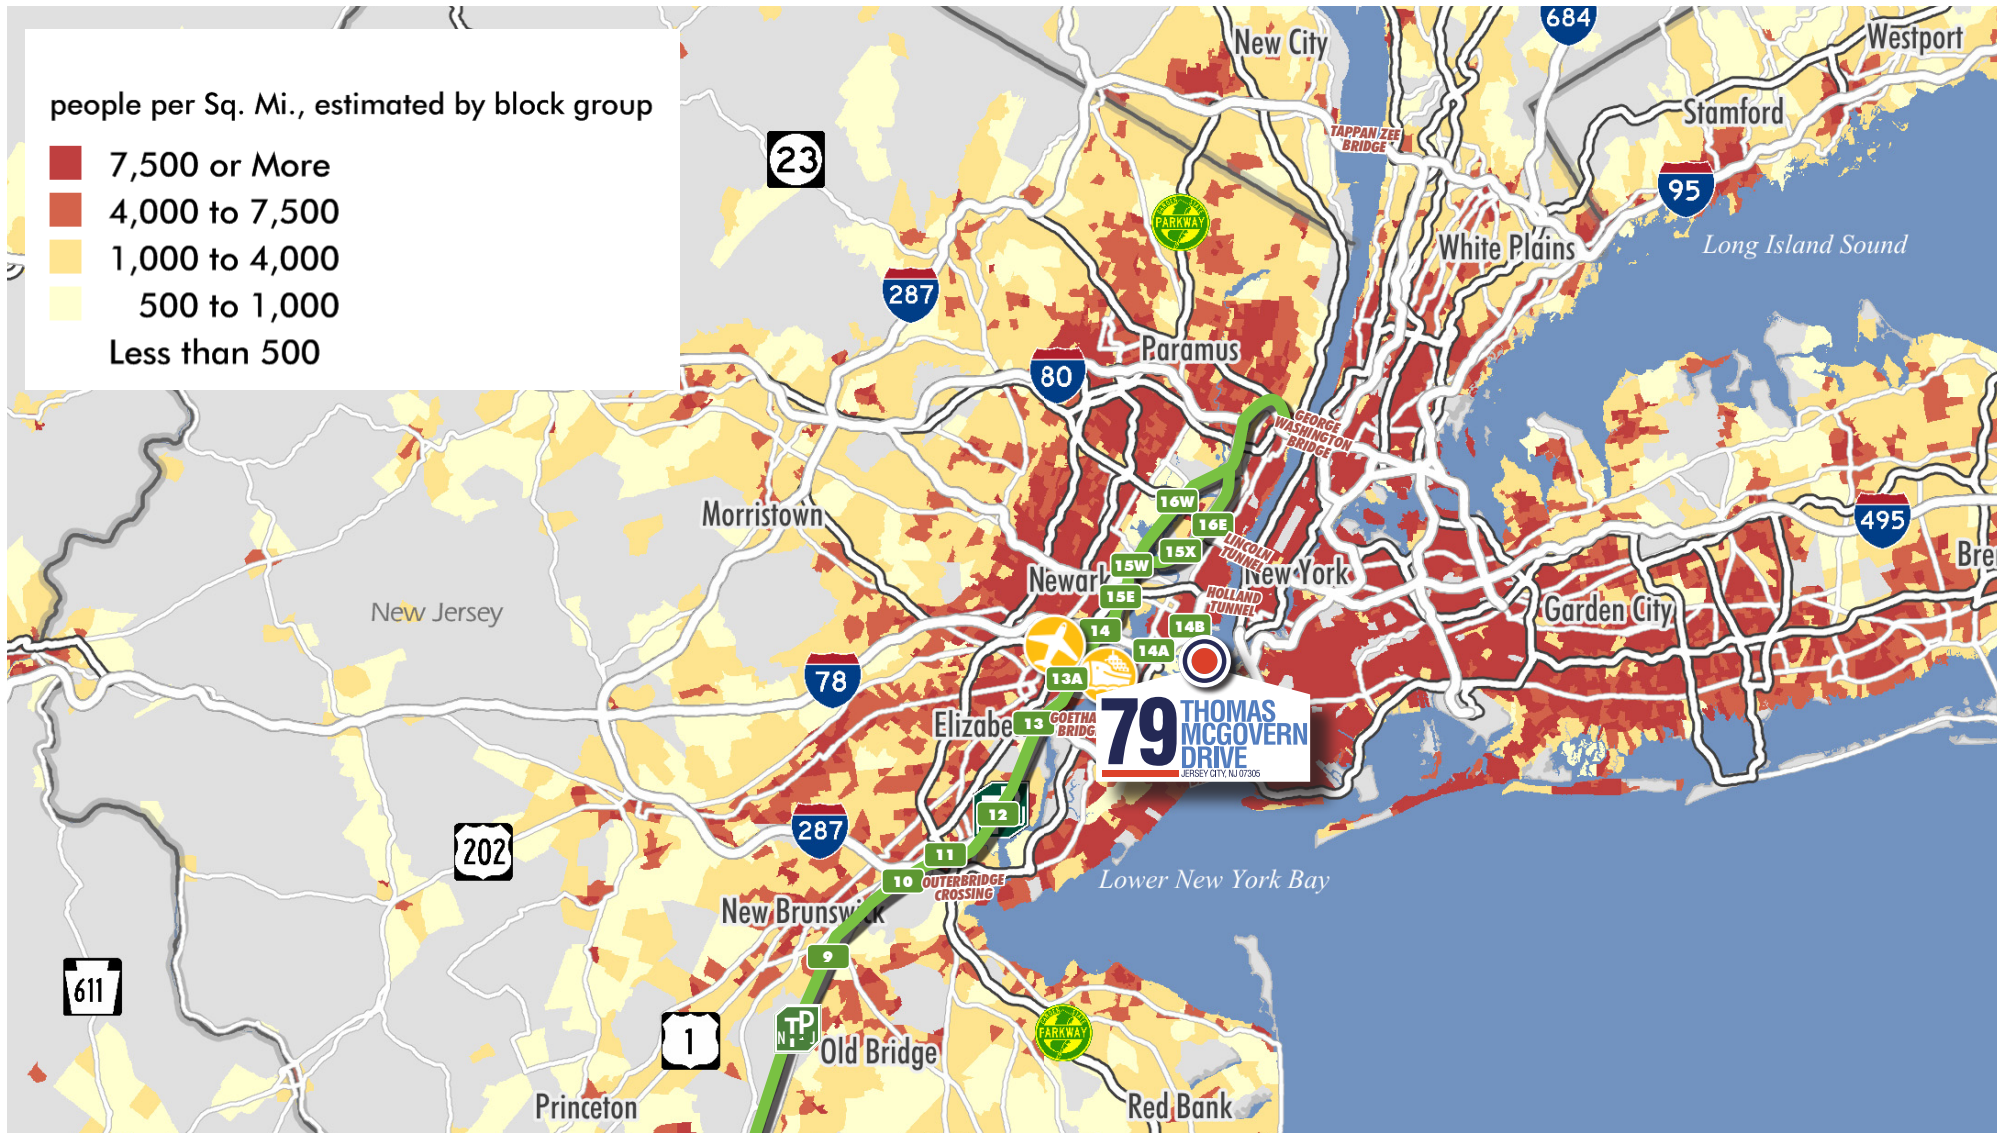 people per Sq. Mi., estimated by block group
7,500 or More
4,000 to 7,500
1,000 to 4,000
500 to 1,000
Less than 500
684
Westport
New City
Stamford
TAPPAN ZEE
BRIDGE
23
95
PARKWAY
White Plains
Long Island Sound
287
Paramus
80
GEORGE
WASHINGTON
BRIDGE
16W
Morristown
495
16E
LINCOLN
TUNNEL
15X
15W
Bre
Newark
New York
15E
HOLLAND
TUNNEL
New Jersey
Garden City
14
14B
14A
78
13A
Elizabe
13
GOETHA
BRIDG
79
THOMAS
MCGOVERN
DRIVE
JERSEY CITY, NJ 07305
12
287
202
11
10
OUTERBRIDGE
CROSSING
Lower New York Bay
New Brunswick
9
611
1
TP
N J
PARKWAY
Old Bridge
Princeton
Red Bank